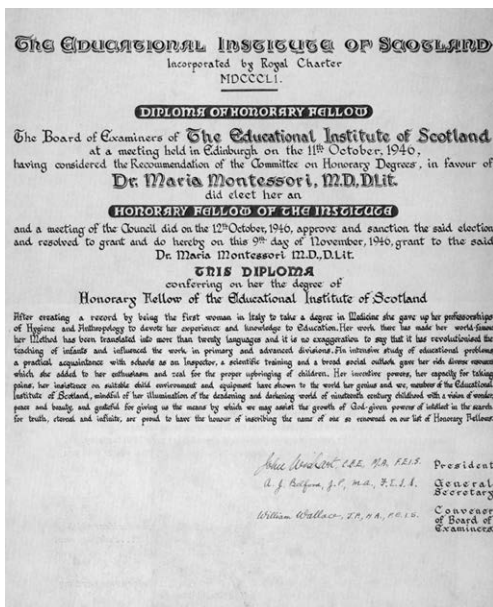 The Educational Institute of Scotland
Incorporated by Royal Charter
MDCCCLI.
DIPLOMA OF HONORARY FELLOW
The Board of Examiners of The Educational Institute of Scotland
at a meeting held in Edinburgh on the 11th October, 1946,
having considered the Recommendation of the Committee on Honorary Degrees, in favour of
Dr. Maria Montessori, M.D., D.Lit.
did elect her an
HONORARY FELLOW OF THE INSTITUTE
and a meeting of the Council did on the 12th October, 1946, approve and sanction the said election
and resolved to grant and do hereby on this 9th day of November, 1946, grant to the said
Dr. Maria Montessori M.D., D.Lit.
THIS DIPLOMA
conferring on her the degree of
Honorary Fellow of the Educational Institute of Scotland
After creating a record by being the first woman in Italy to take a degree in Medicine she gave up her professorships
of Hygiene and Anthropology to devote her experience and knowledge to Education. Her work there has made her world-famous
her Method has been translated into more than twenty languages and it is no exaggeration to say that it has revolutionised the
teaching of infants and influenced the work in primary and advanced divisions. An intensive study of educational problems
a practical acquaintance with schools as an Inspector, a scientific training and a broad social outlook gave her rich diverse resources
which she added to her enthusiasm and zeal for the proper upbringing of children. Her inventive powers, her capacity for taking
pains, her insistence on suitable child environment and equipment have shown to the world her genius and we, members of the Educational
Institute of Scotland, mindful of her illumination of the deadening and darkening world of nineteenth century childhood with a vision of wonder,
peace and beauty, and grateful for giving us the means by which we may assist the growth of God-given powers of intellect in the search
for truth, eternal and infinite, are proud to have the honour of inscribing the name of one so renowned on our list of Honorary Fellows.
John C.B.E., M.A., F.E.I.S. President
A. J. J.P., M.A., F.E.I.S. General
Secretary
William Wallace, J.P., M.A., F.E.I.S. Convener
of Board of
Examiners